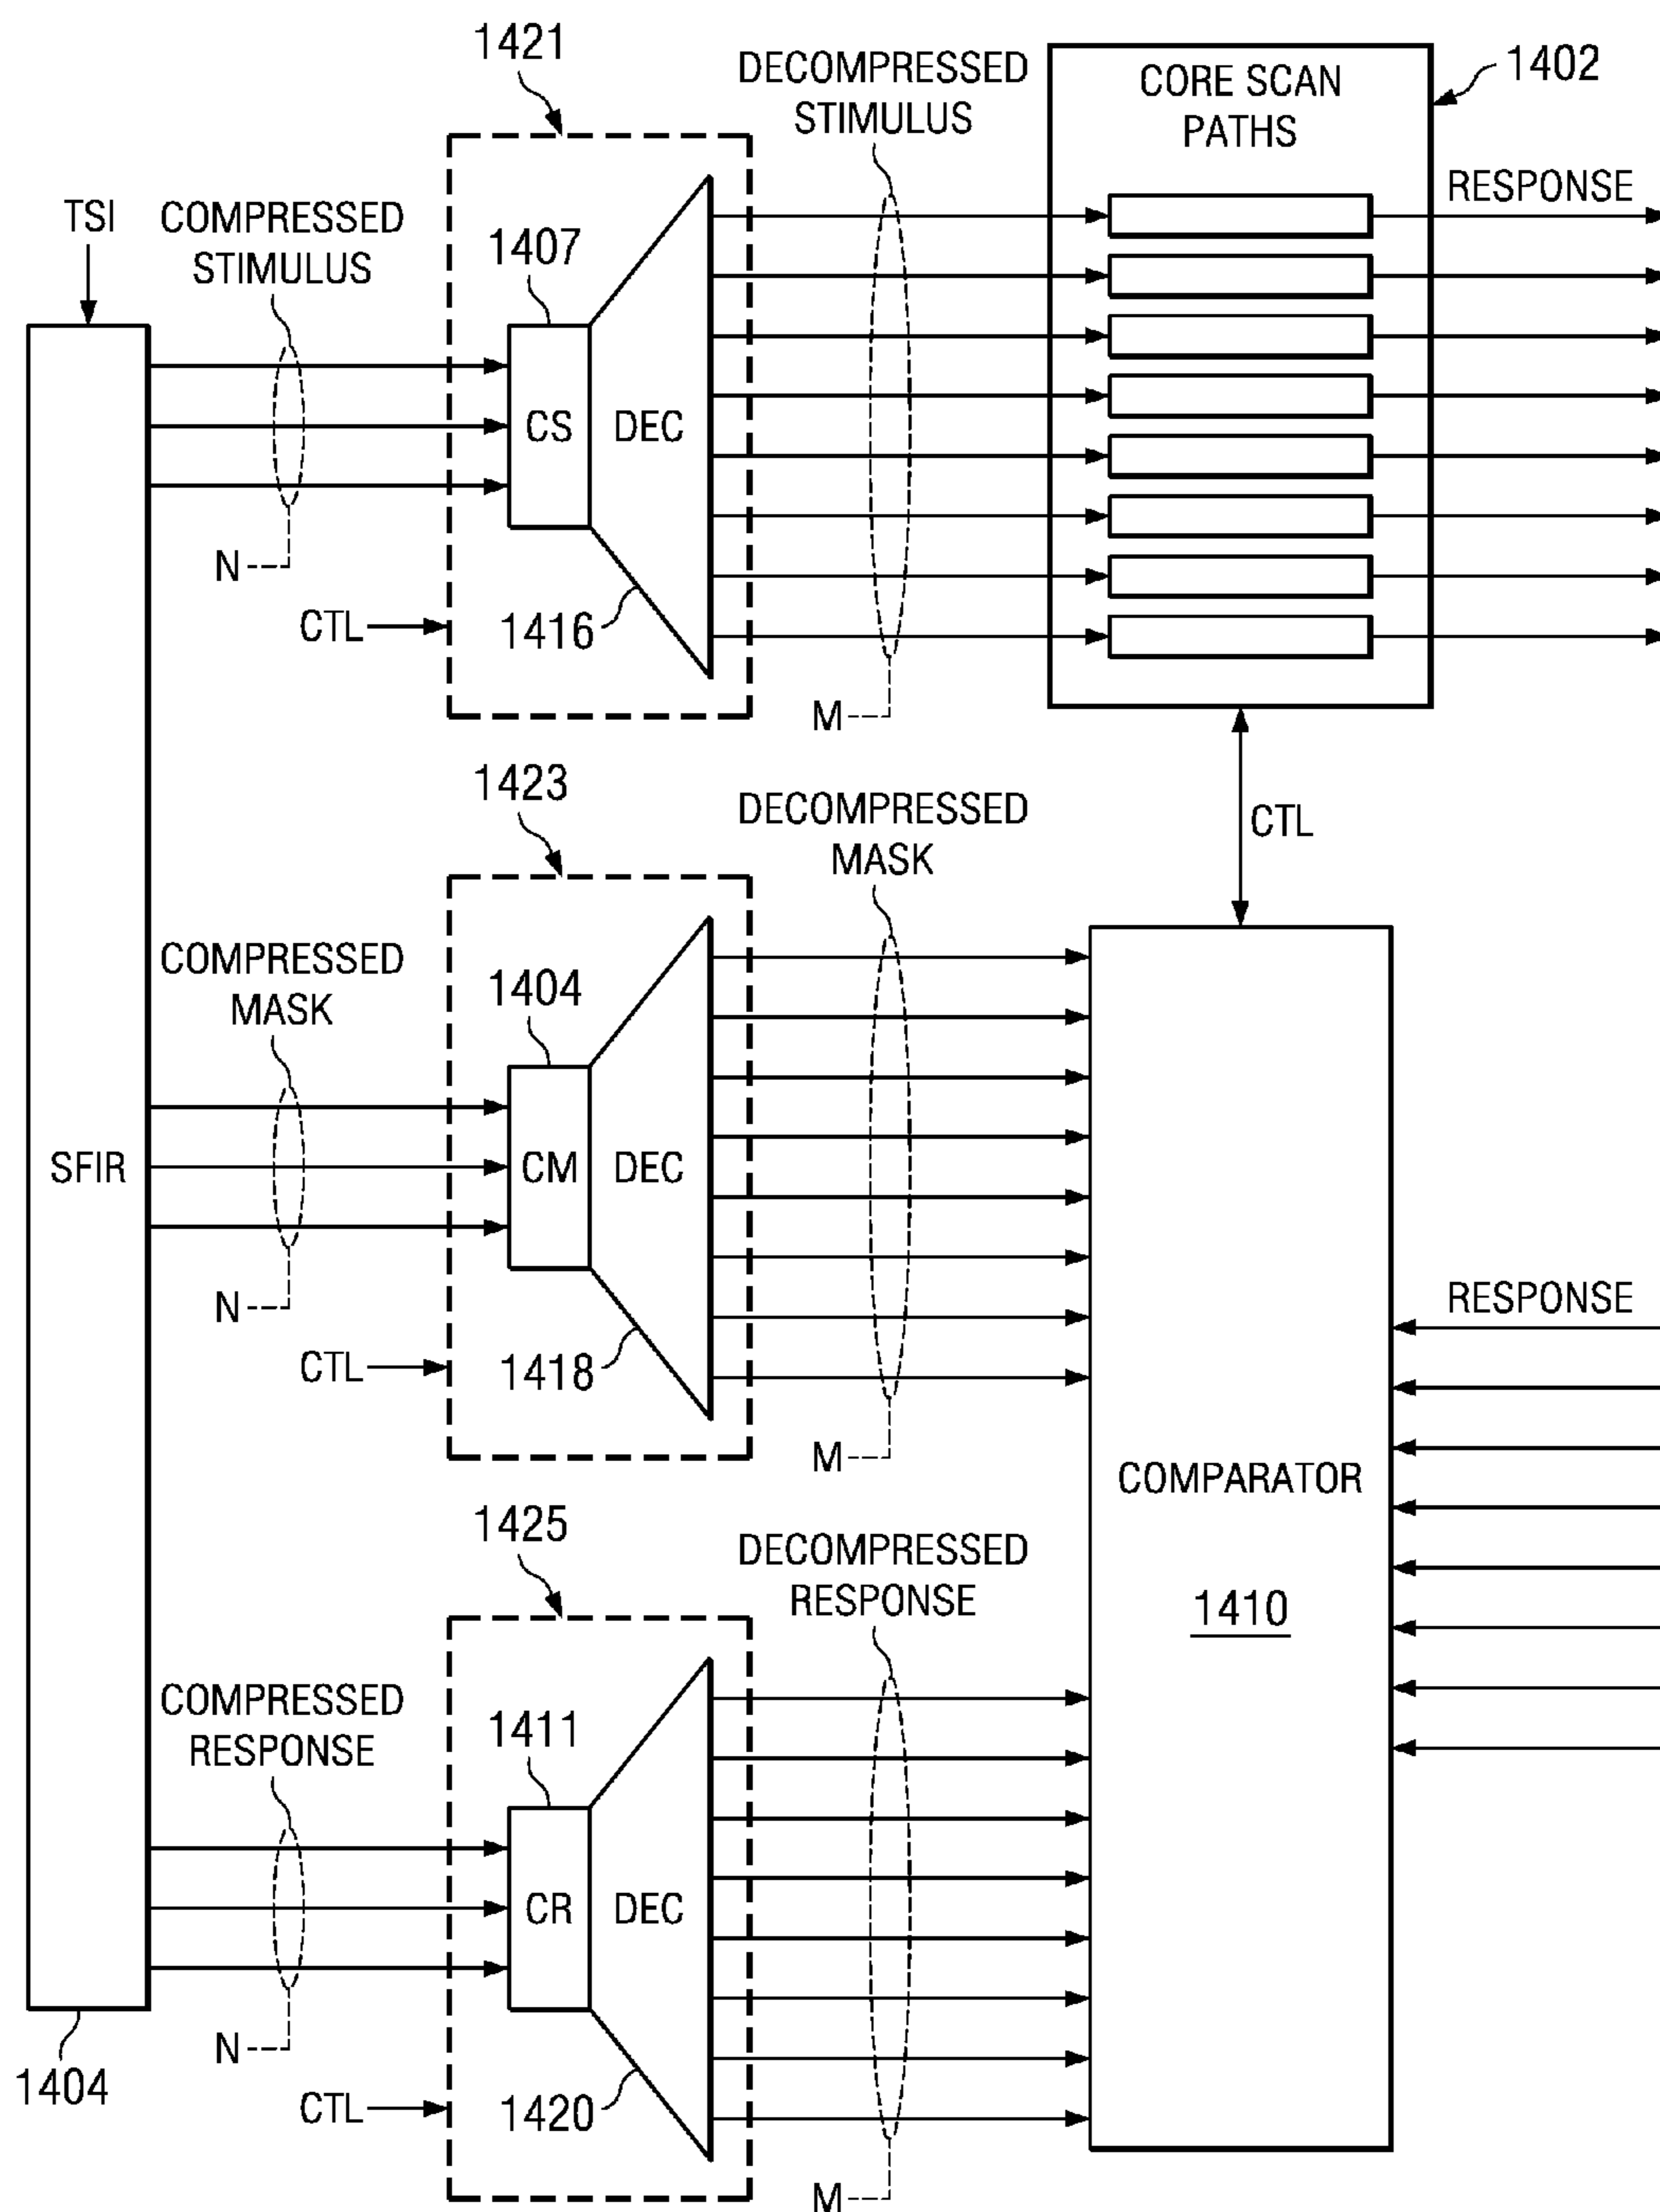 1421
DECOMPRESSED
STIMULUS
CORE SCAN
PATHS
1402
TSI
COMPRESSED
STIMULUS
1407
RESPONSE
CS
DEC
N
CTL
1416
M
1423
DECOMPRESSED
MASK
CTL
COMPRESSED
MASK
1404
SFIR
CM
DEC
N
CTL
1418
RESPONSE
M
COMPARATOR
1410
1425
DECOMPRESSED
RESPONSE
COMPRESSED
RESPONSE
1411
CR
DEC
N
1404
CTL
1420
M